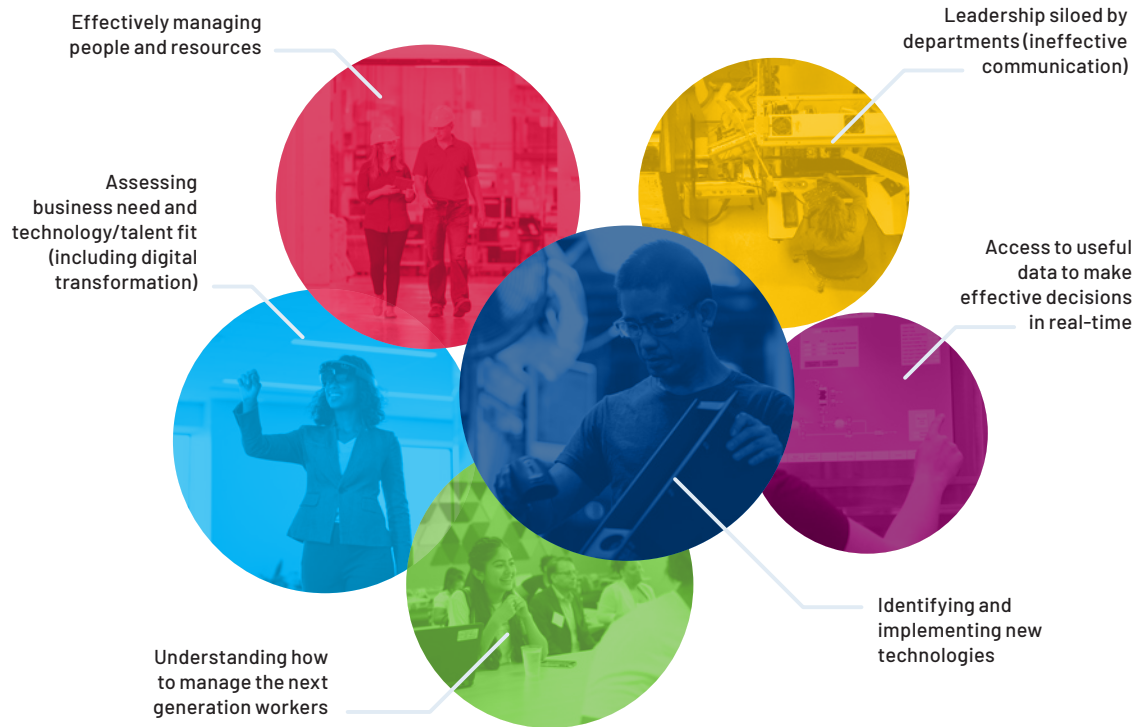 Effectively managing
people and resources
Leadership siloed by
departments (ineffective
communication)
Assessing
business need and
technology/talent fit
(including digital
transformation)
Access to useful
data to make
effective decisions
in real-time
Identifying and
implementing new
technologies
Understanding how
to manage the next
generation workers